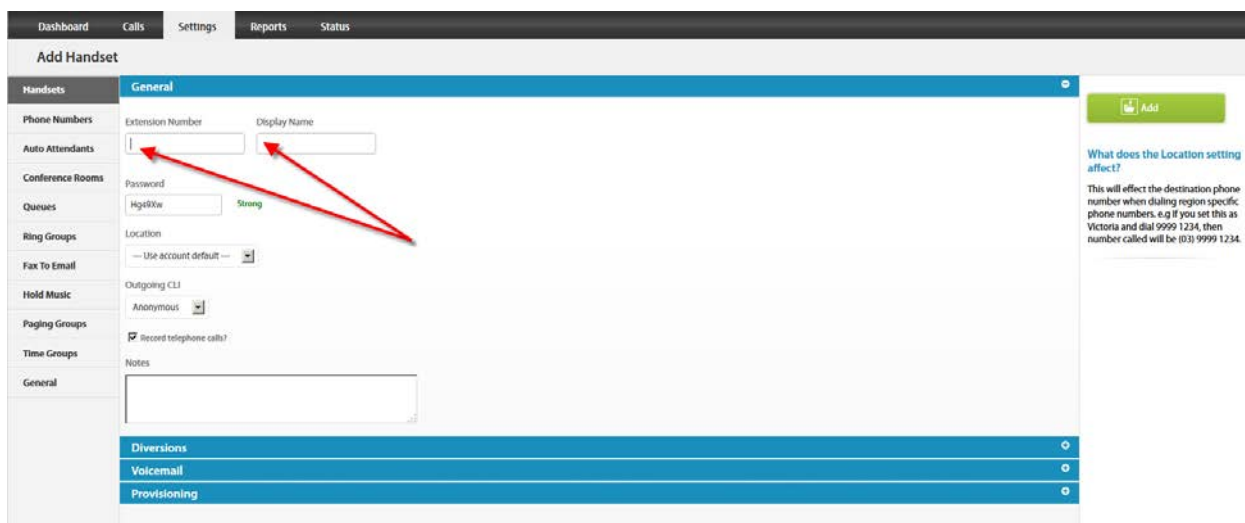 Dashboard Calls Settings Reports Status
Add Handset
Handsets
Phone Numbers
Auto Attendants
Conference Rooms
Queues
Ring Groups
Fax To Email
Hold Music
Paging Groups
Time Groups
General
General
Extension Number Display Name
Password
Hg49Xw Strong
Location
--- Use account default ---
Outgoing CLI
Anonymous
Record telephone calls?
Notes
Diversions
Voicemail
Provisioning
Add
What does the Location setting
affect?
This will effect the destination phone
number when dialing region specific
phone numbers. e.g if you set this as
Victoria and dial 9999 1234, then
number called will be (03) 9999 1234.